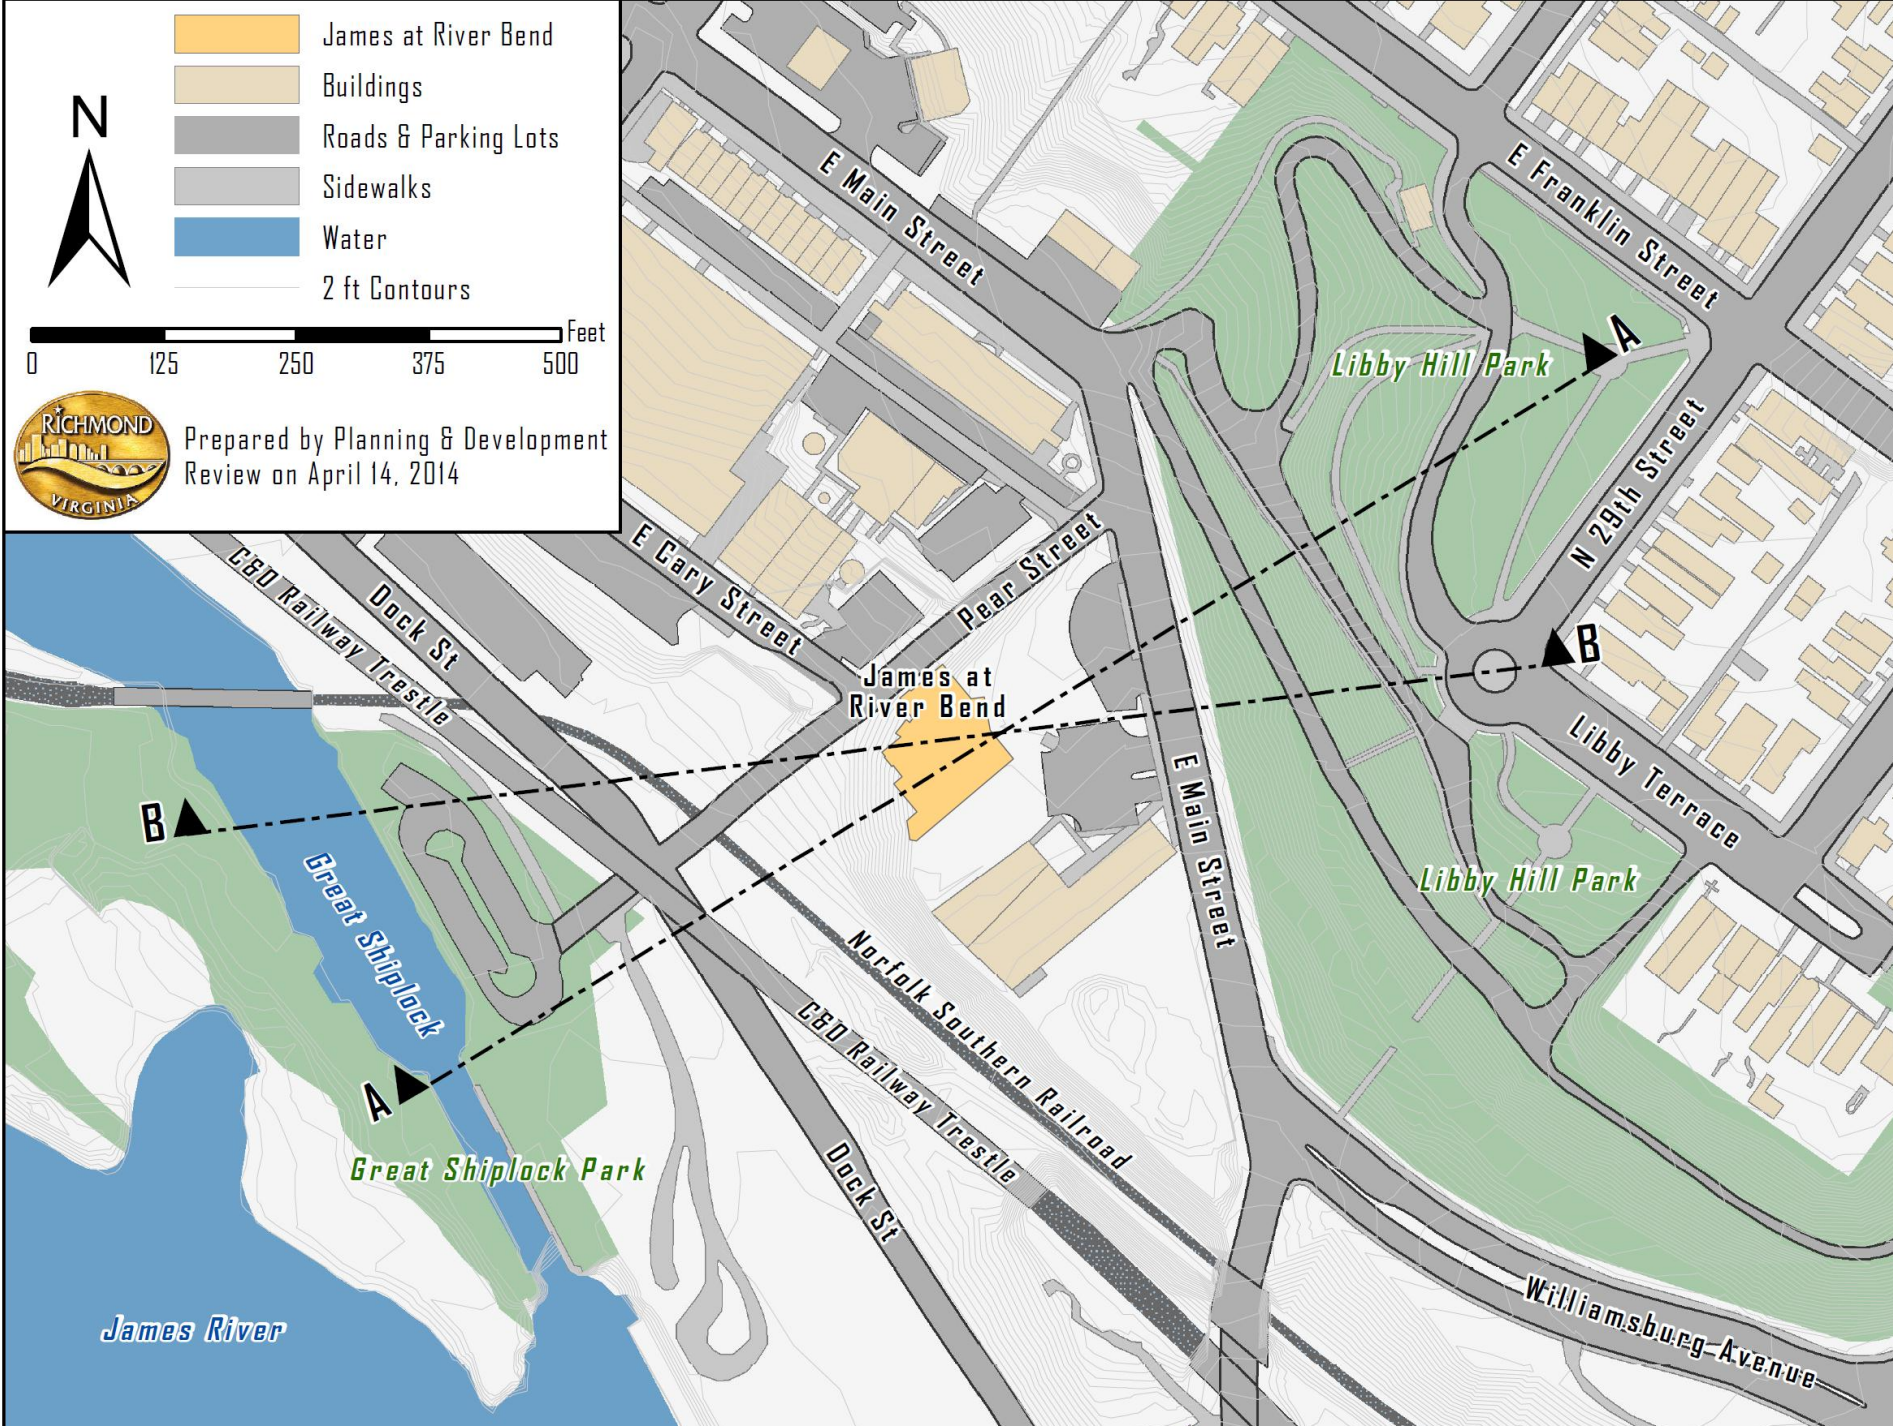 James at River Bend
Buildings
Roads & Parking Lots
Sidewalks
Water
2 ft Contours
N
Feet
0 125 250 375 500
RICHMOND
VIRGINIA
Prepared by Planning & Development
Review on April 14, 2014
E Main Street
E Franklin Street
A
Libby Hill Park
N 29th Street
E Cary Street
Pear Street
C&O Railway Trestle
Dock St
B
James at
River Bend
Libby Terrace
E Main Street
B
Great Shiplock
Libby Hill Park
Norfolk Southern Railroad
C&O Railway Trestle
A
Great Shiplock Park
Dock St
James River
Williamsburg Avenue